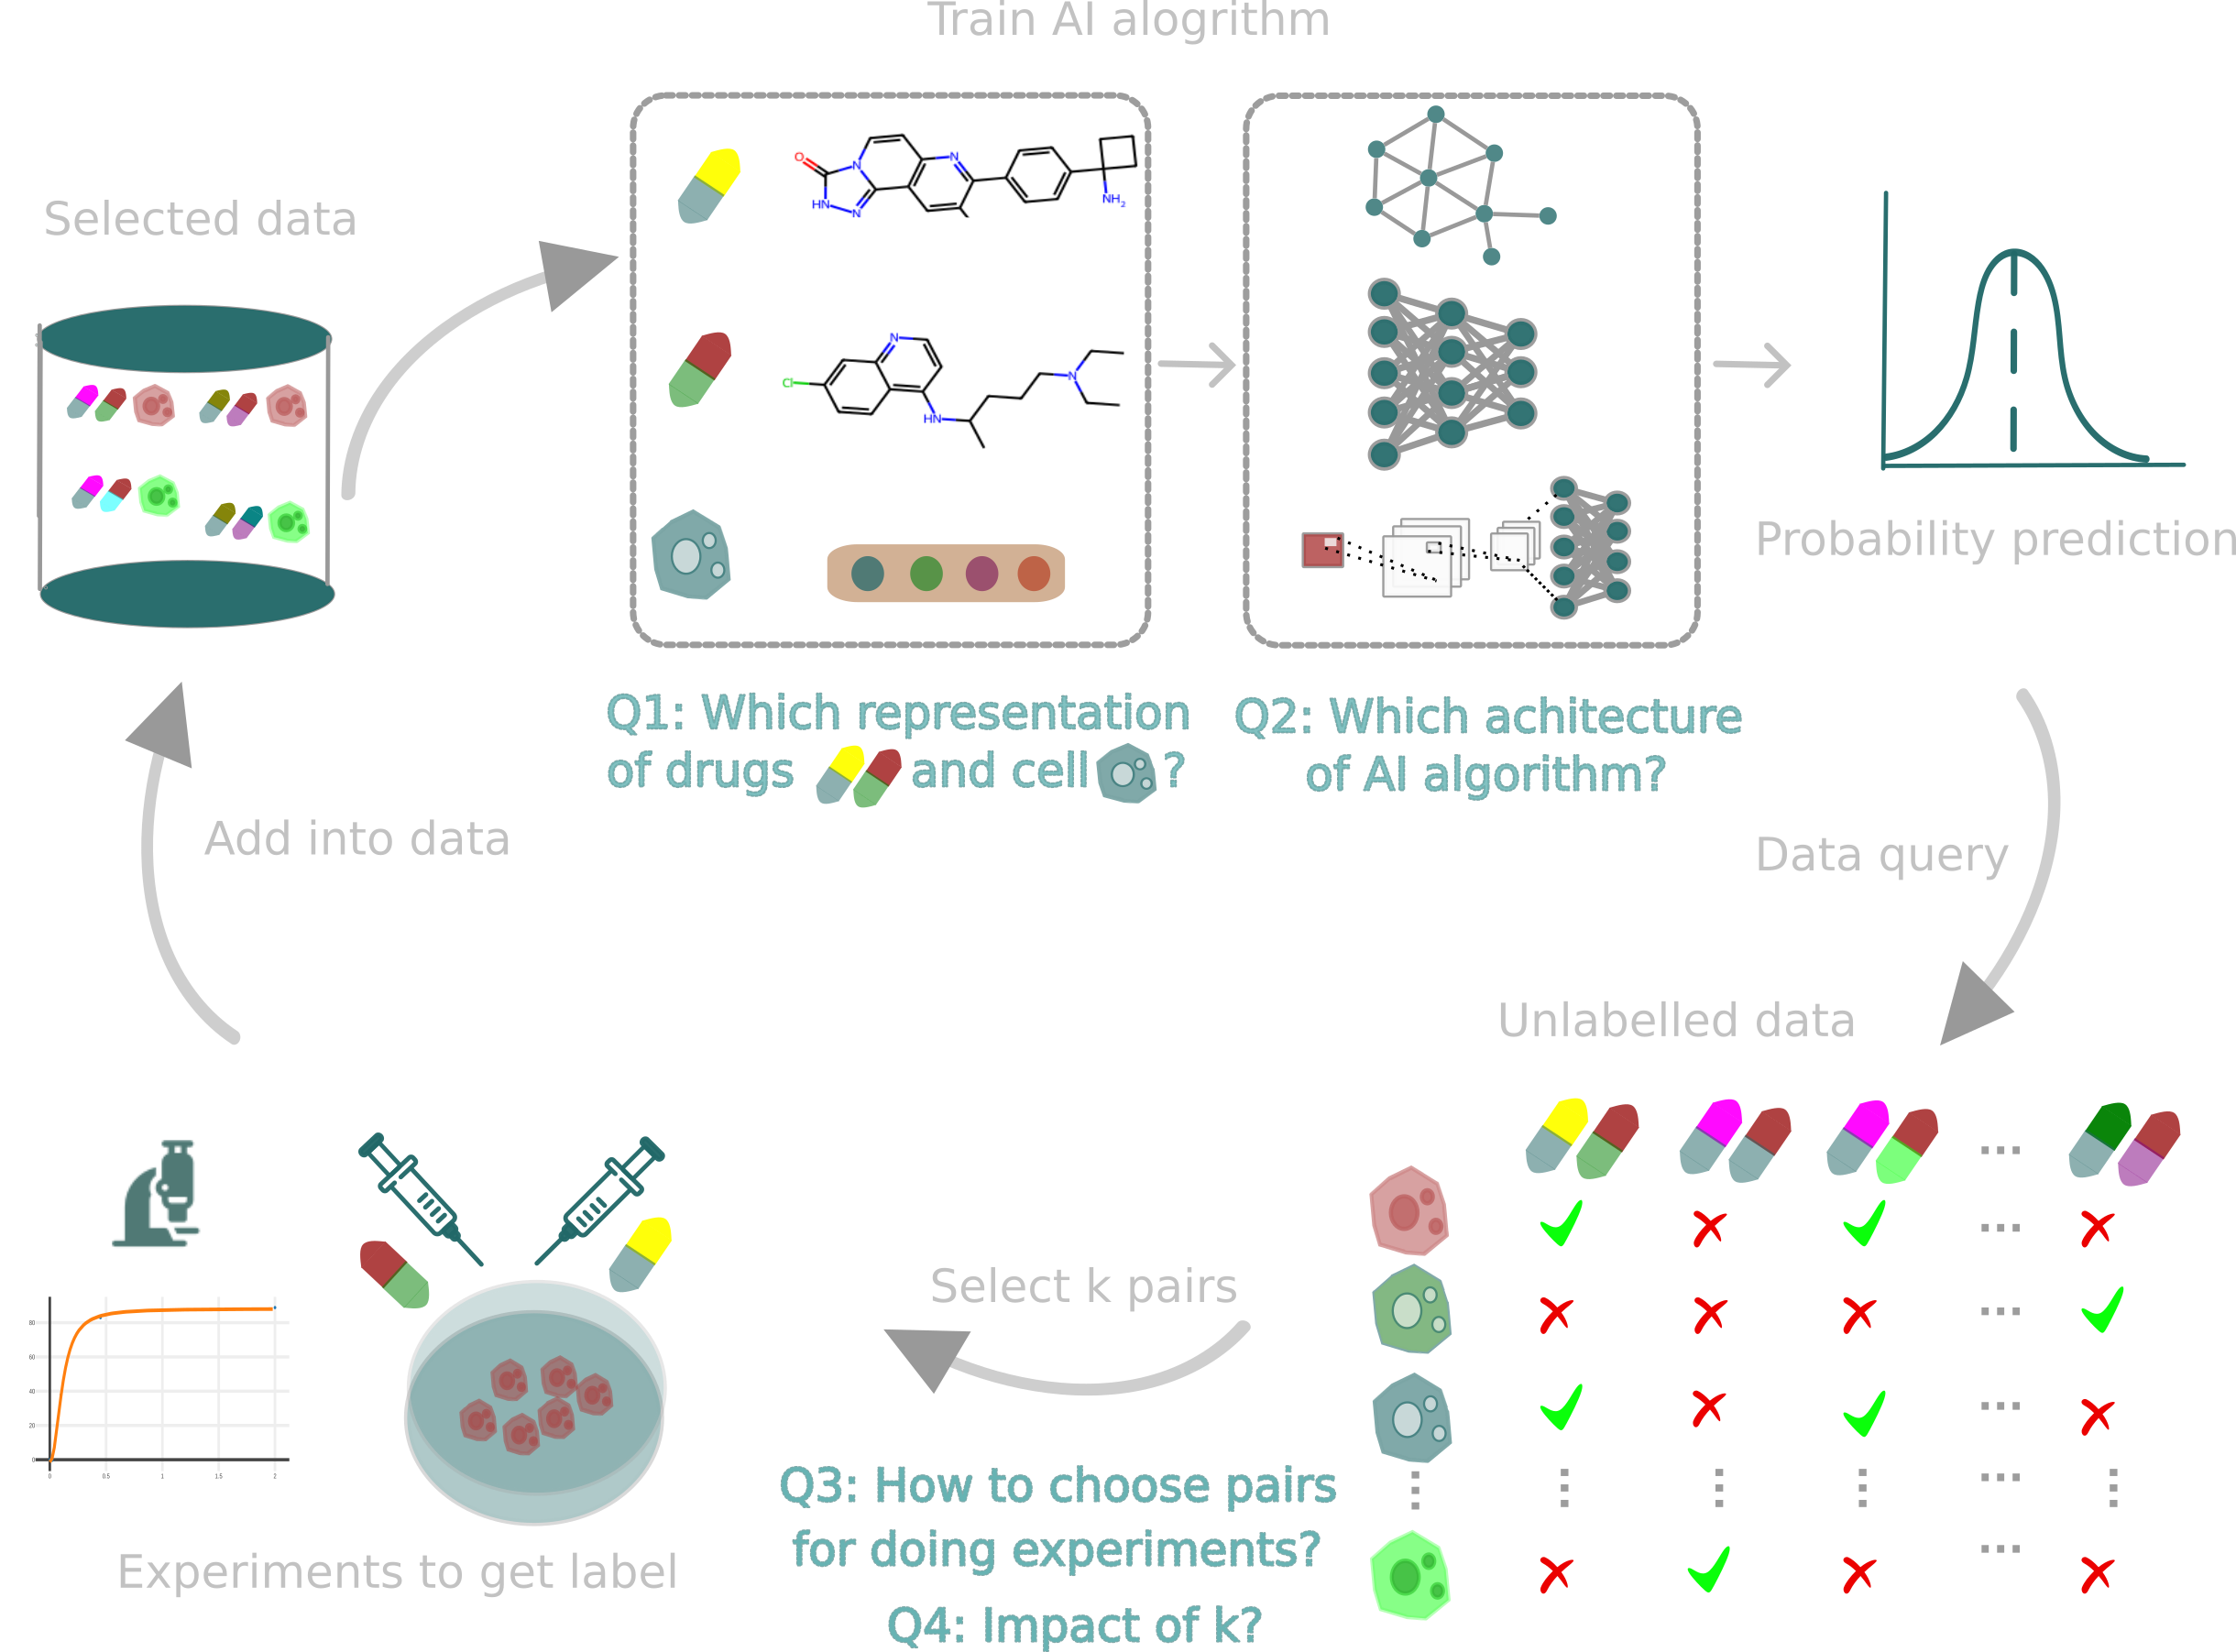 Train AI alogrithm
Selected data
O
N
N
HN
N
NH2
N
Cl
HN
N
Probability prediction
Q1: Which representation
of drugs and cell ?
Q2: Which achitecture
of AI algorithm?
Add into data
Data query
Unlabelled data
Select k pairs
80
60
40
20
0
0 0.5 1 1.5 2
Q3: How to choose pairs
for doing experiments?
Experiments to get label
Q4: Impact of k?